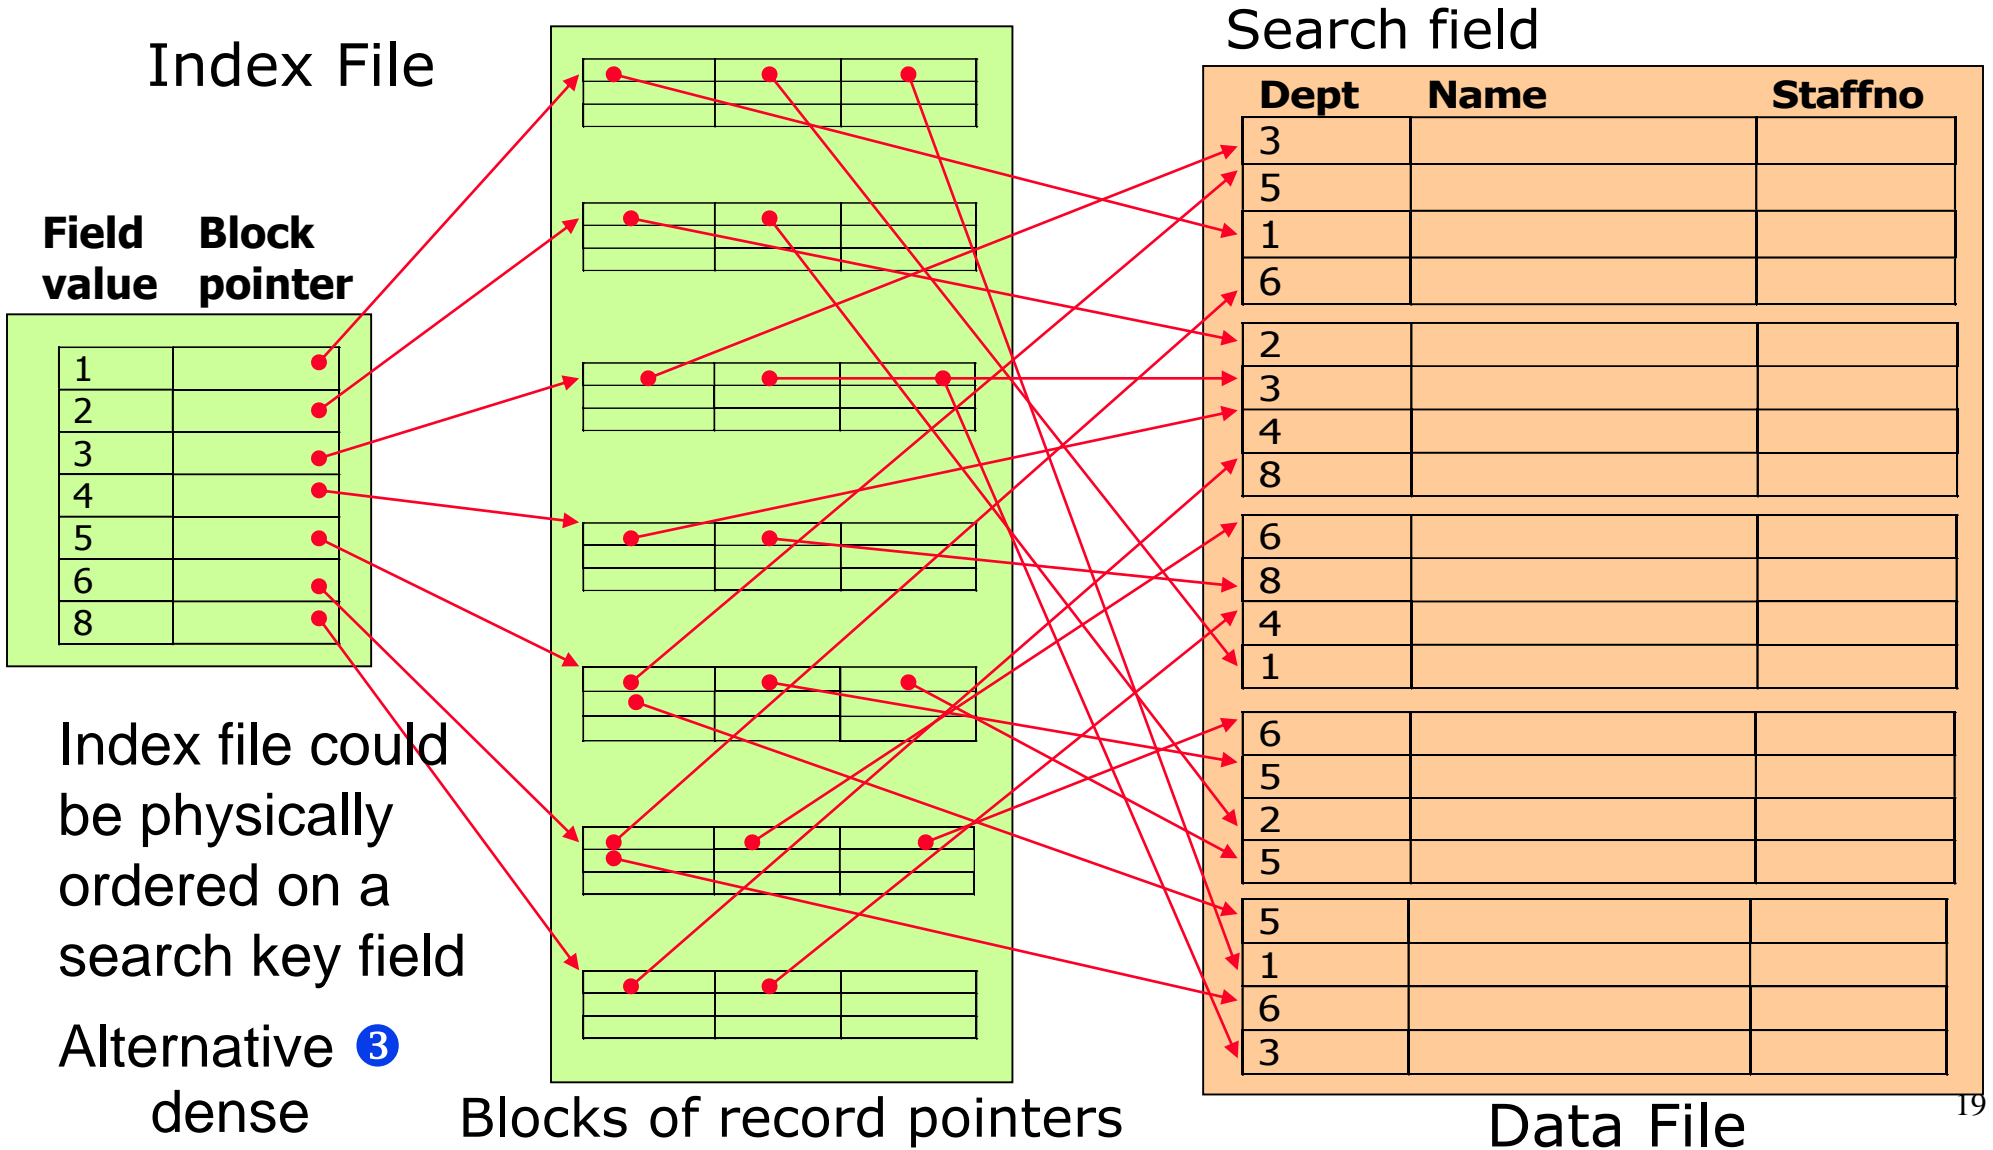 Index File
Search field
Field value
Block pointer
1
2
3
4
5
6
8
Index file could
be physically
ordered on a
search key field
Alternative ❸
dense
Blocks of record pointers
Dept Name Staffno
3
5
1
6
2
3
4
8
6
8
4
1
6
5
2
5
5
1
6
3
Data File
19